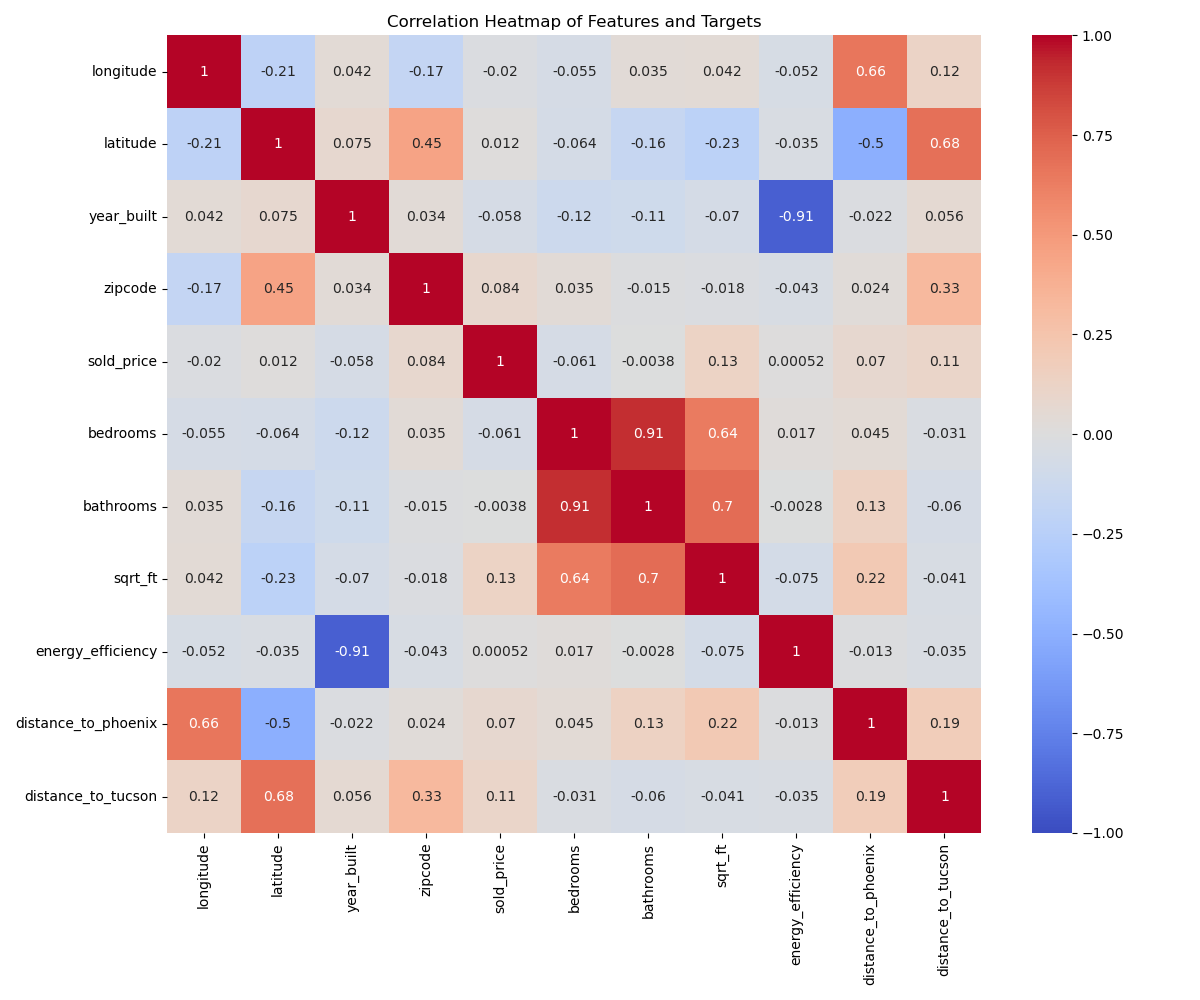 Correlation Heatmap of Features and Targets
longitude 1 -0.21 0.042 -0.17 -0.02 -0.055 0.035 0.042 -0.052 0.66 0.12
latitude -0.21 1 0.075 0.45 0.012 -0.064 -0.16 -0.23 -0.035 -0.5 0.68
year_built 0.042 0.075 1 0.034 -0.058 -0.12 -0.11 -0.07 -0.91 -0.022 0.056
zipcode -0.17 0.45 0.034 1 0.084 0.035 -0.015 -0.018 -0.043 0.024 0.33
sold_price -0.02 0.012 -0.058 0.084 1 -0.061 -0.0038 0.13 0.00052 0.07 0.11
bedrooms -0.055 -0.064 -0.12 0.035 -0.061 1 0.91 0.64 0.017 0.045 -0.031
bathrooms 0.035 -0.16 -0.11 -0.015 -0.0038 0.91 1 0.7 -0.0028 0.13 -0.06
sqrt_ft 0.042 -0.23 -0.07 -0.018 0.13 0.64 0.7 1 -0.075 0.22 -0.041
energy_efficiency -0.052 -0.035 -0.91 -0.043 0.00052 0.017 -0.0028 -0.075 1 -0.013 -0.035
distance_to_phoenix 0.66 -0.5 -0.022 0.024 0.07 0.045 0.13 0.22 -0.013 1 0.19
distance_to_tucson 0.12 0.68 0.056 0.33 0.11 -0.031 -0.06 -0.041 -0.035 0.19 1
longitude
latitude
year_built
zipcode
sold_price
bedrooms
bathrooms
sqrt_ft
energy_efficiency
distance_to_phoenix
distance_to_tucson
1.00
0.75
0.50
0.25
0.00
−0.25
−0.50
−0.75
−1.00